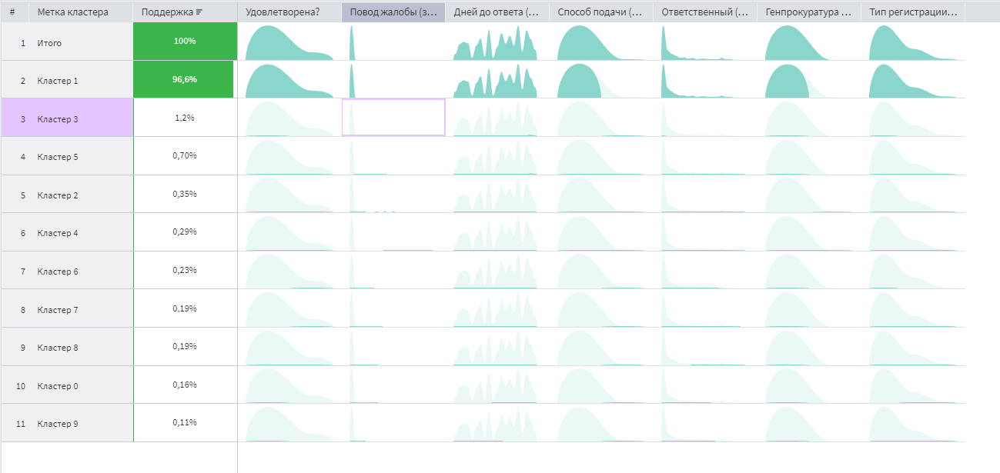 # Метка кластера Поддержка Удовлетворена? Повод жалобы (з... Дней до ответа (... Способ подачи (... Ответственный (... Генпрокуратура ... Тип регистрации...
1 Итого 100%
2 Кластер 1 96,6%
3 Кластер 3 1,2%
4 Кластер 5 0,70%
5 Кластер 2 0,35%
6 Кластер 4 0,29%
7 Кластер 6 0,23%
8 Кластер 7 0,19%
9 Кластер 8 0,19%
10 Кластер 0 0,16%
11 Кластер 9 0,11%